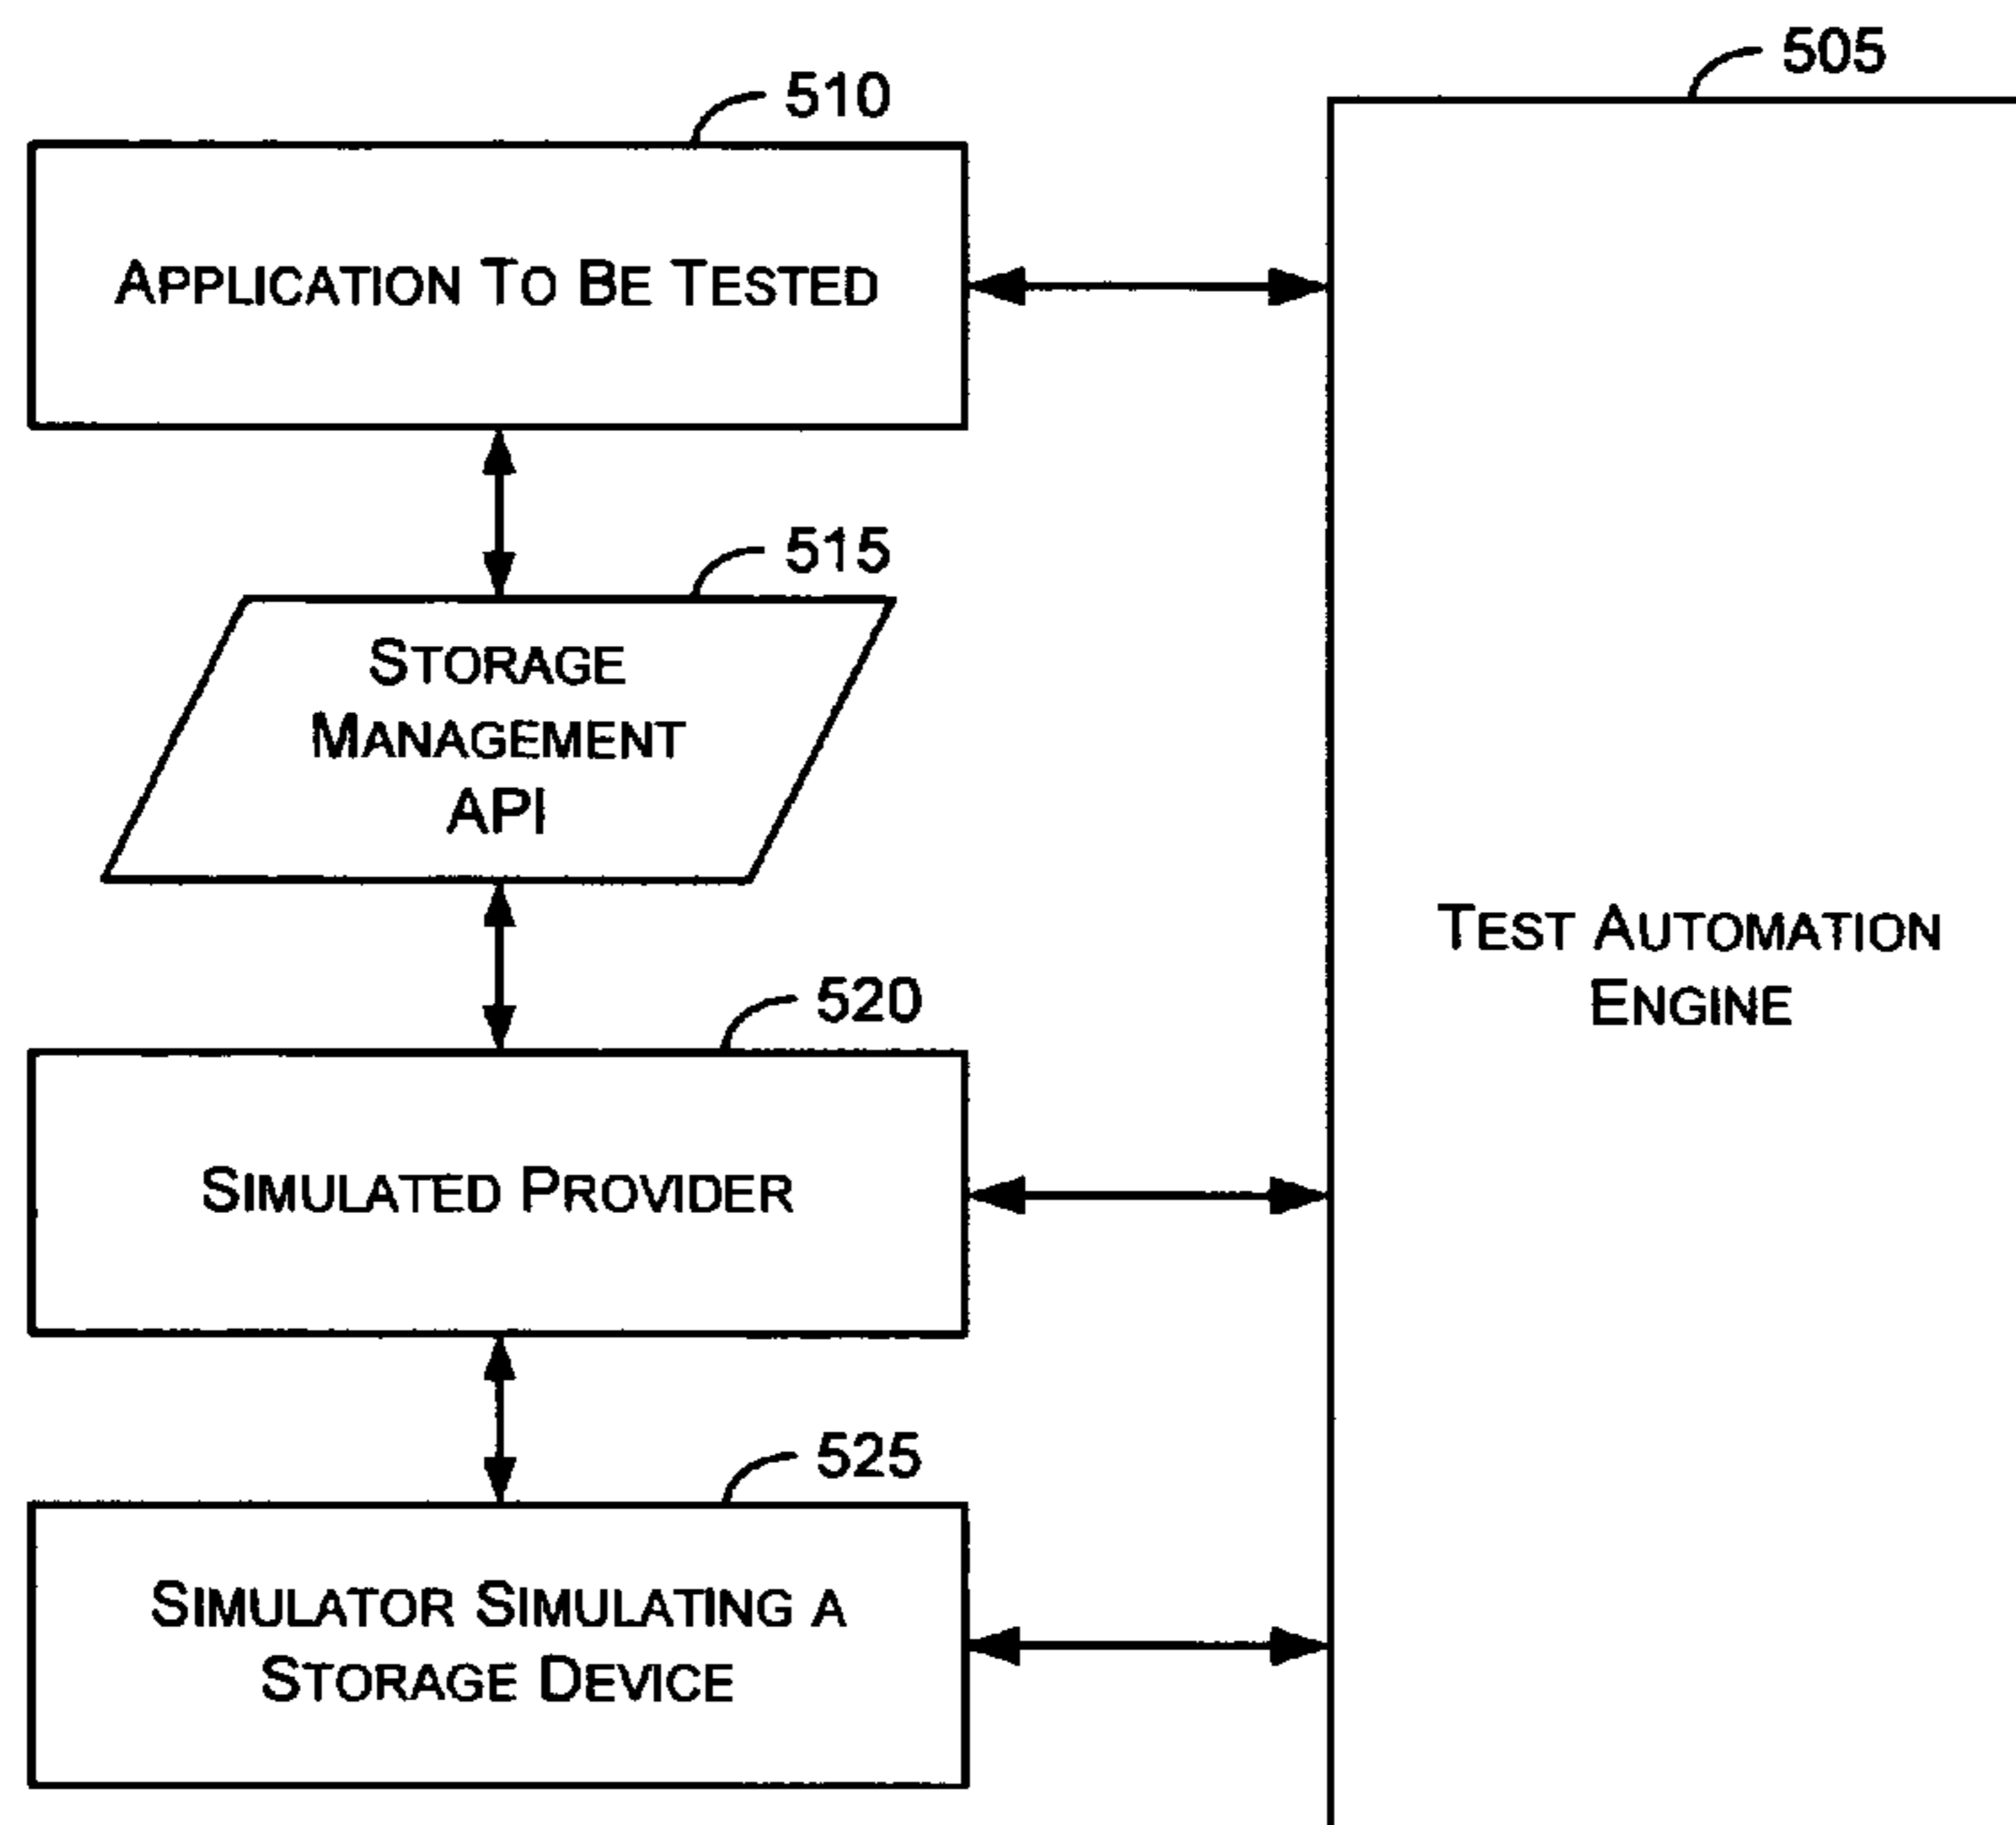 505
510
APPLICATION TO BE TESTED
515
STORAGE
MANAGEMENT
API
TEST AUTOMATION
ENGINE
520
SIMULATED PROVIDER
525
SIMULATOR SIMULATING A
STORAGE DEVICE